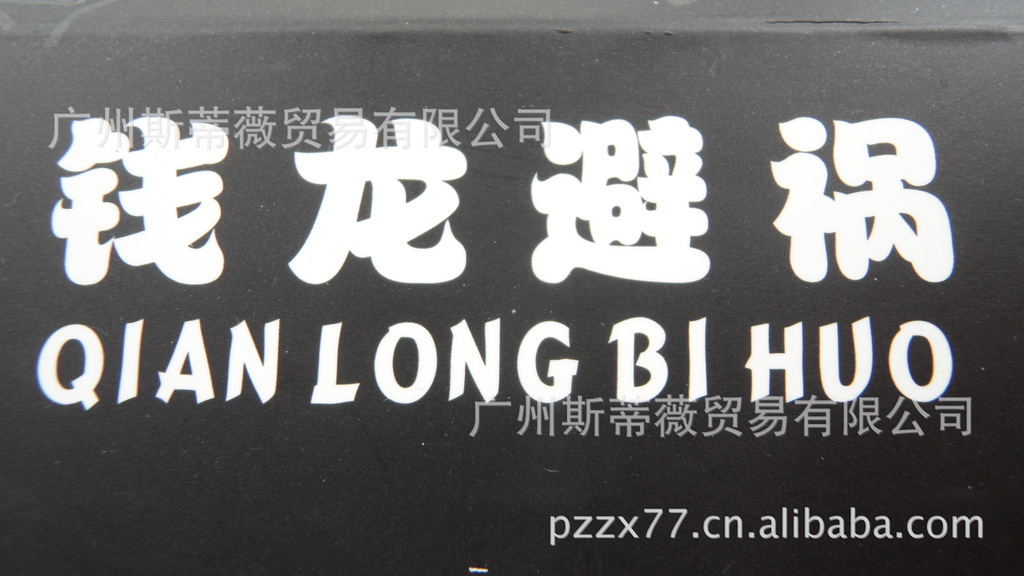 广州斯蒂薇贸易有限公司
钱龙避祸
QIAN LONG BI HUO
广州斯蒂薇贸易有限公司
pzzx77.cn.alibaba.com